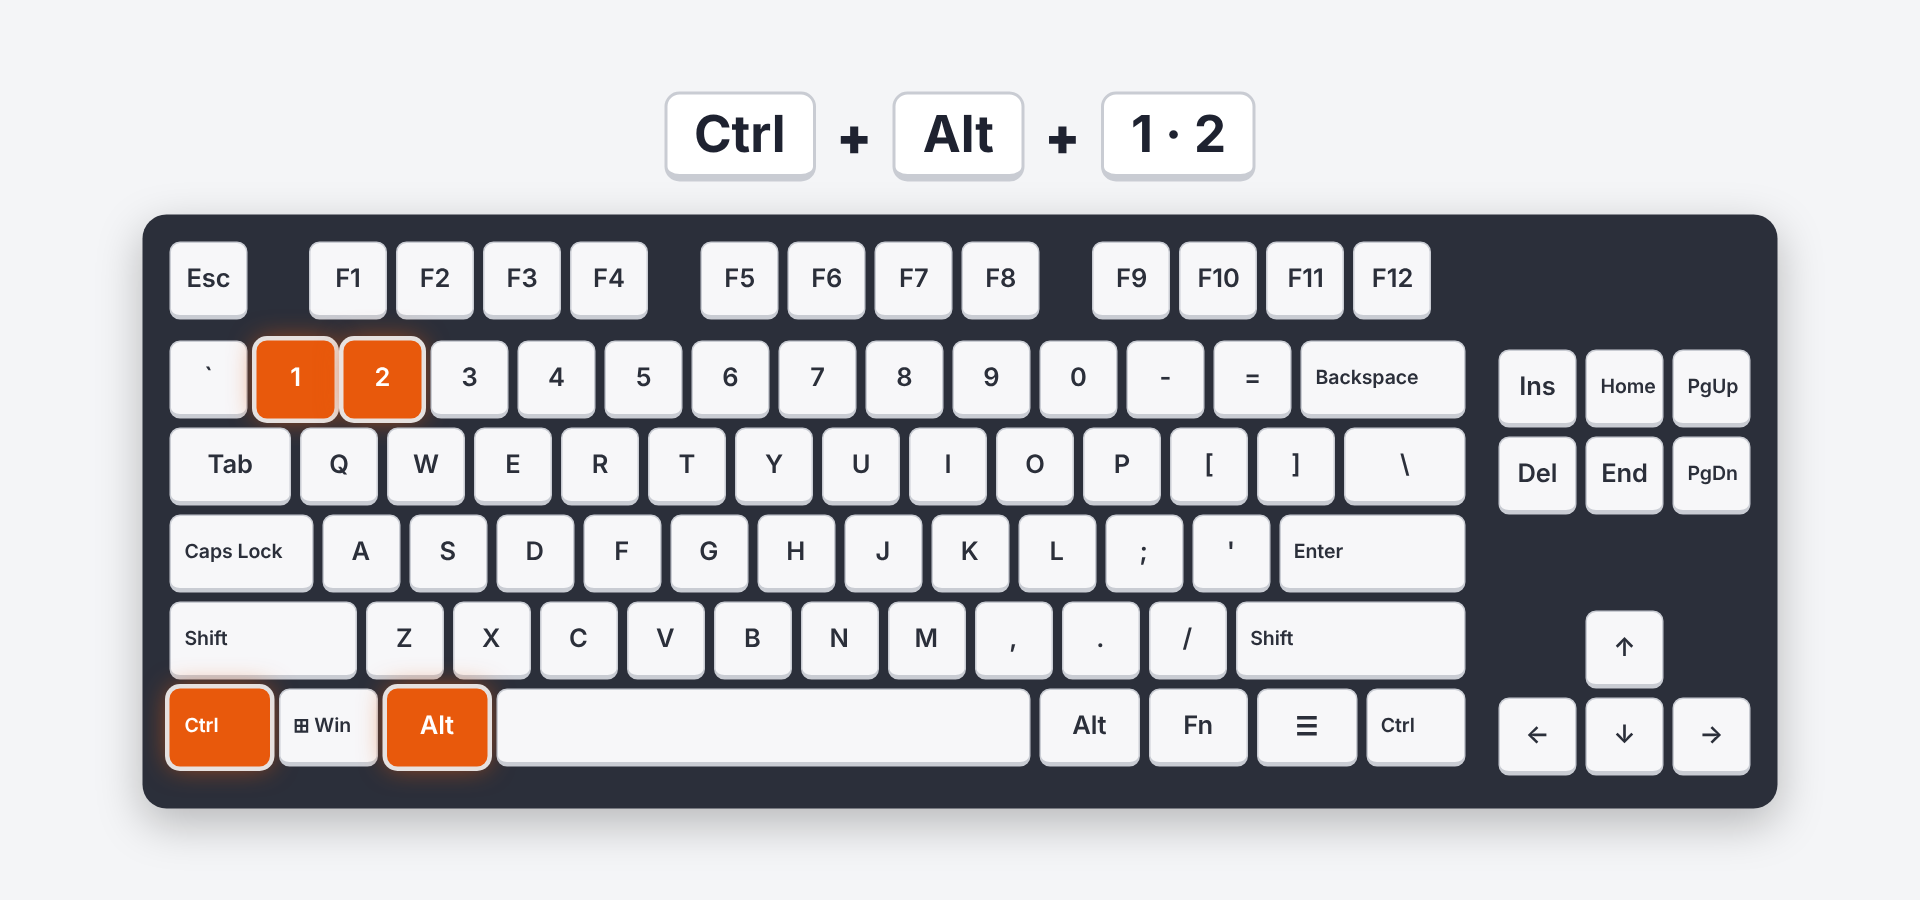 Ctrl + Alt + 1 · 2
Esc F1 F2 F3 F4 F5 F6 F7 F8 F9 F10 F11 F12
` 1 2 3 4 5 6 7 8 9 0 - = Backspace
Ins Home PgUp
Tab Q W E R T Y U I O P [ ] \
Del End PgDn
Caps Lock A S D F G H J K L ; ' Enter
Shift Z X C V B N M , . / Shift
↑
Ctrl ⊞ Win Alt Alt Fn ☰ Ctrl
← ↓ →